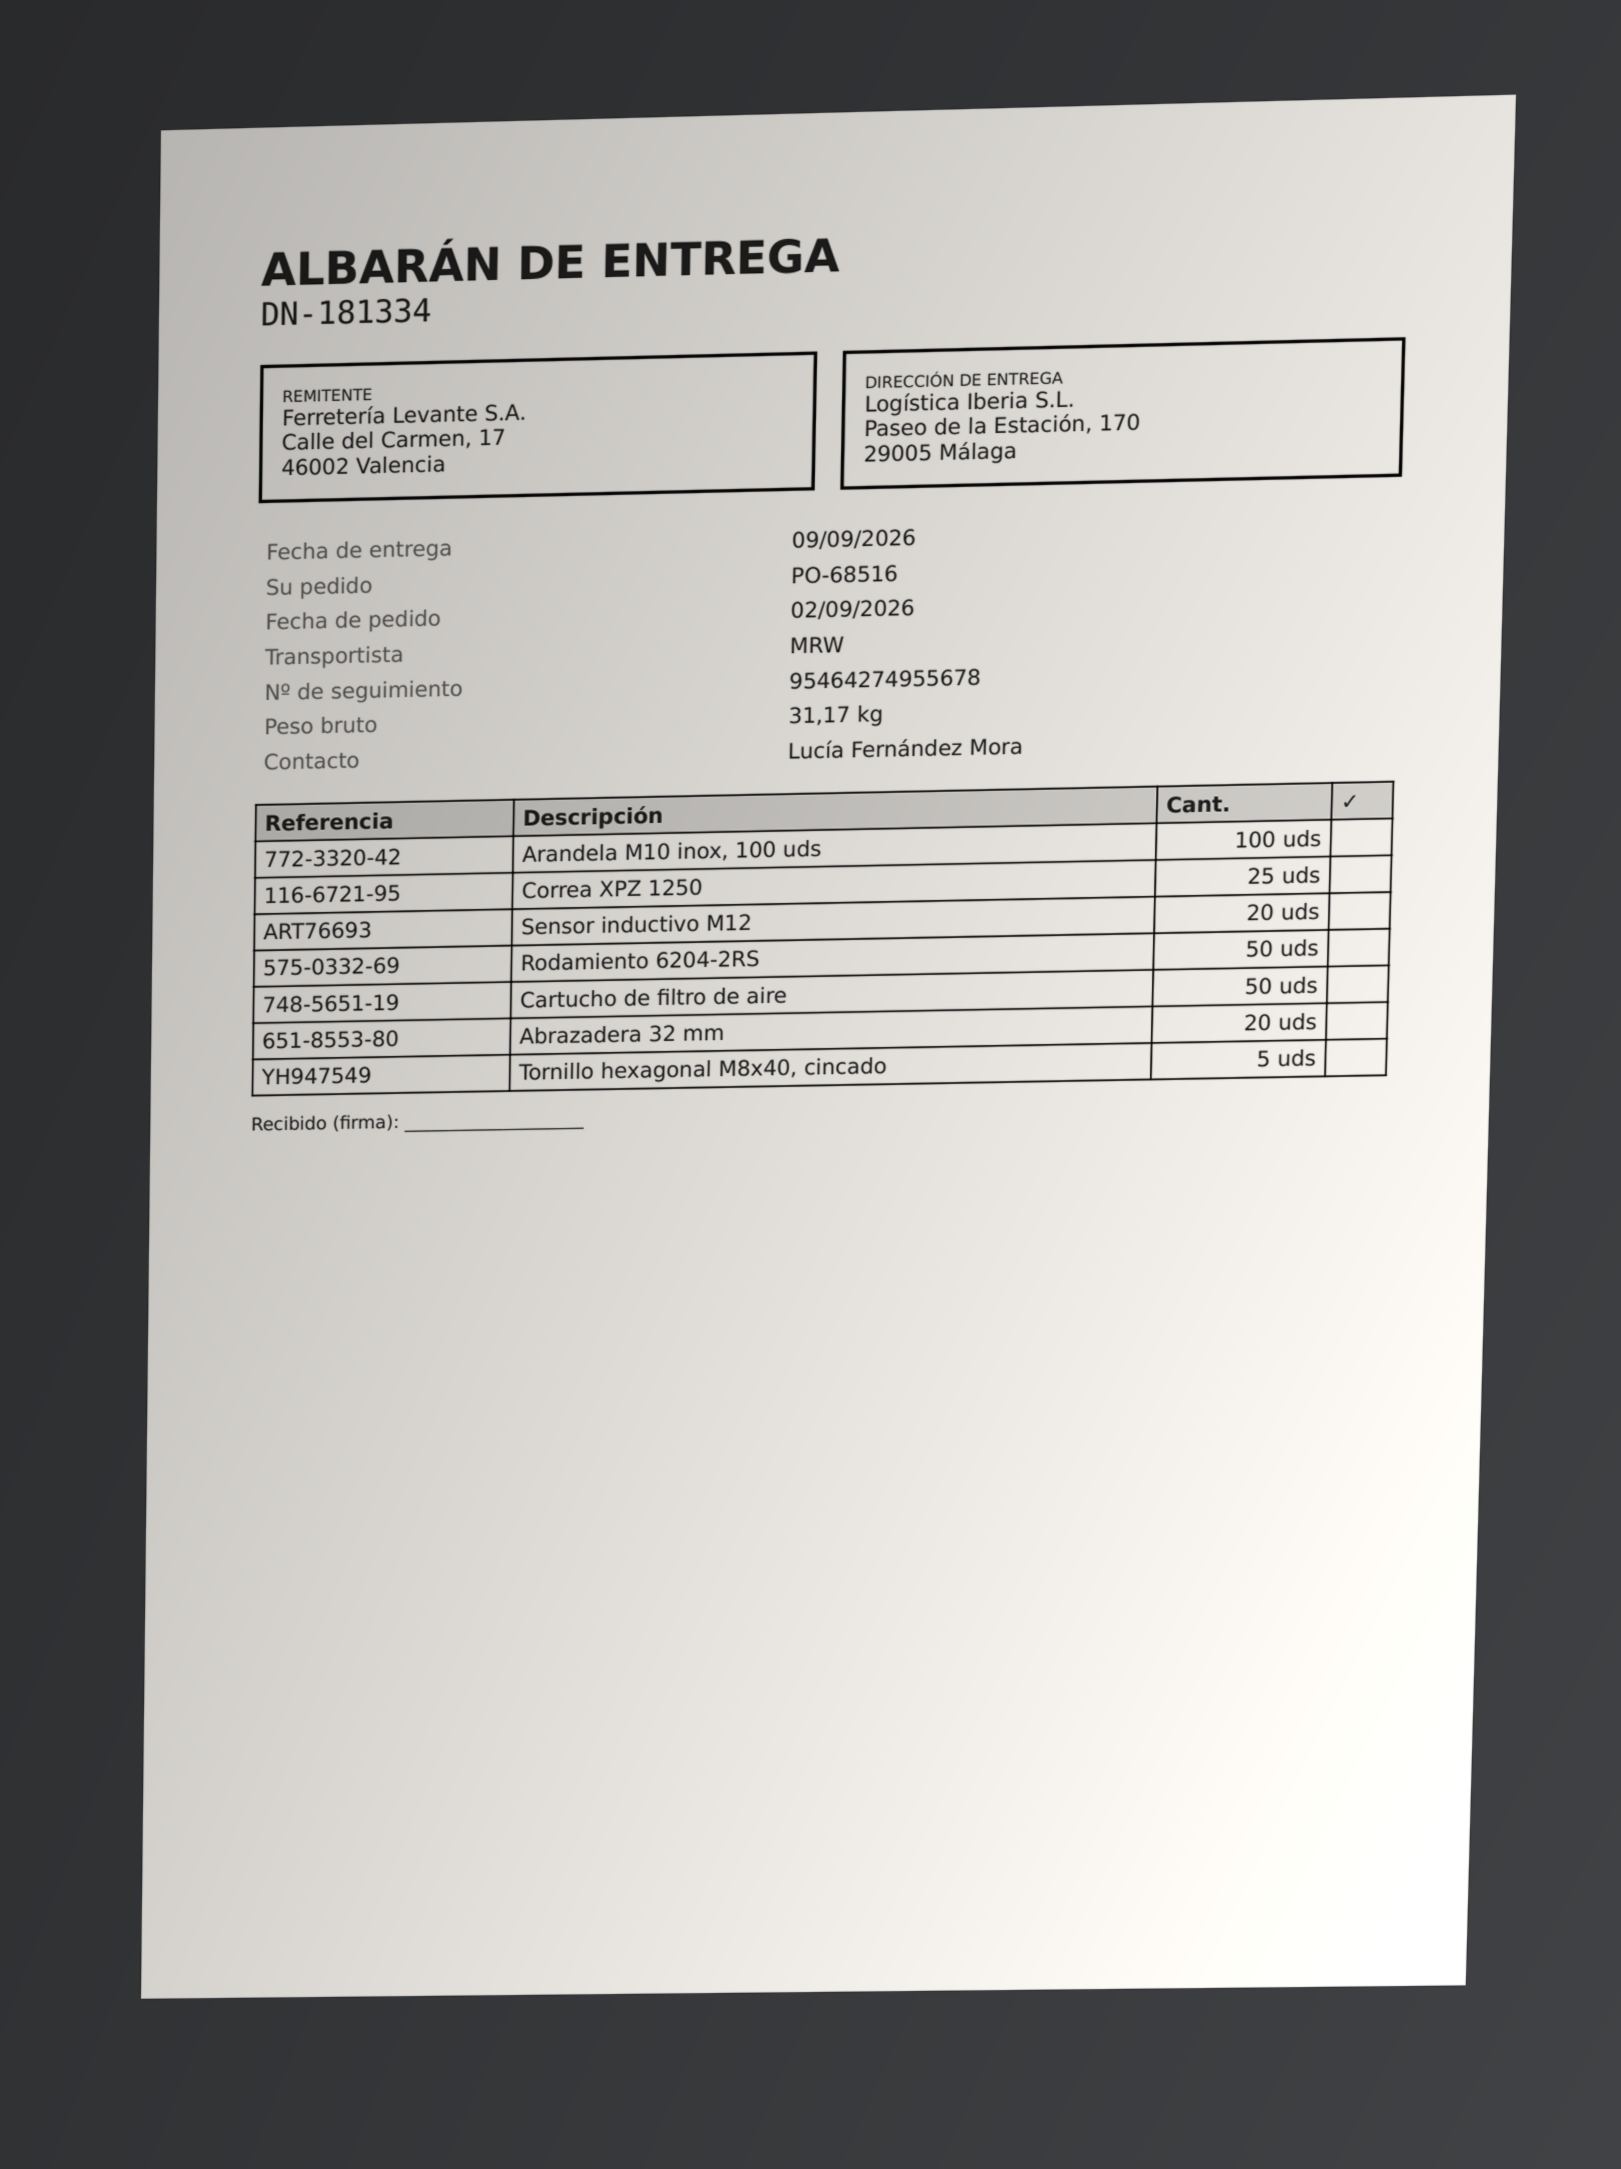 ALBARÁN DE ENTREGA
DN-181334
REMITENTE
Ferretería Levante S.A.
Calle del Carmen, 17
46002 Valencia
DIRECCIÓN DE ENTREGA
Logística Iberia S.L.
Paseo de la Estación, 170
29005 Málaga
Fecha de entrega 09/09/2026
Su pedido PO-68516
Fecha de pedido 02/09/2026
Transportista MRW
Nº de seguimiento 95464274955678
Peso bruto 31,17 kg
Contacto Lucía Fernández Mora
Referencia Descripción Cant. ✓
772-3320-42 Arandela M10 inox, 100 uds 100 uds
116-6721-95 Correa XPZ 1250 25 uds
ART76693 Sensor inductivo M12 20 uds
575-0332-69 Rodamiento 6204-2RS 50 uds
748-5651-19 Cartucho de filtro de aire 50 uds
651-8553-80 Abrazadera 32 mm 20 uds
YH947549 Tornillo hexagonal M8x40, cincado 5 uds
Recibido (firma): ____________________